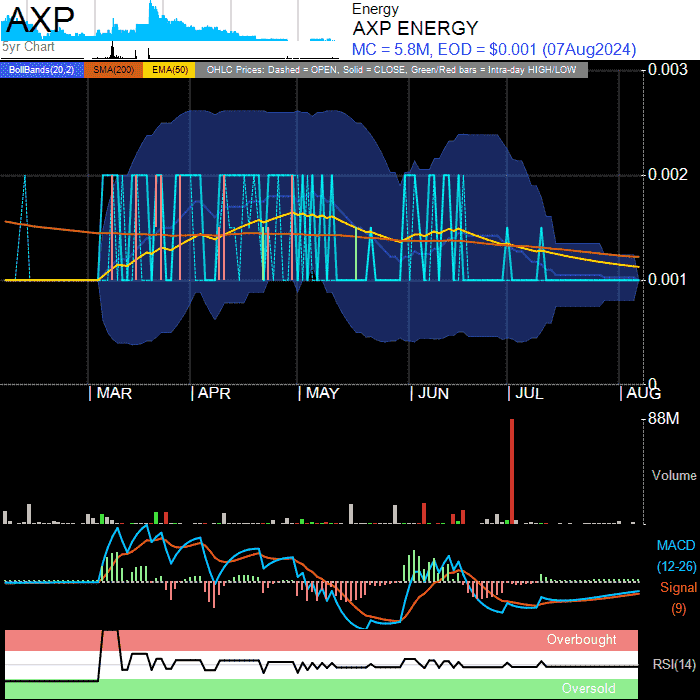 AXP
5yr Chart
Energy
AXP ENERGY
MC = 5.8M, EOD = $0.001 (07Aug2024)
BollBands(20,2) SMA(200) EMA(50) OHLC Prices: Dashed = OPEN, Solid = CLOSE, Green/Red bars = Intra-day HIGH/LOW
0.003
0.002
0.001
0
MAR APR MAY JUN JUL AUG
88M
Volume
MACD
(12-26)
Signal
(9)
Overbought
RSI(14)
Oversold